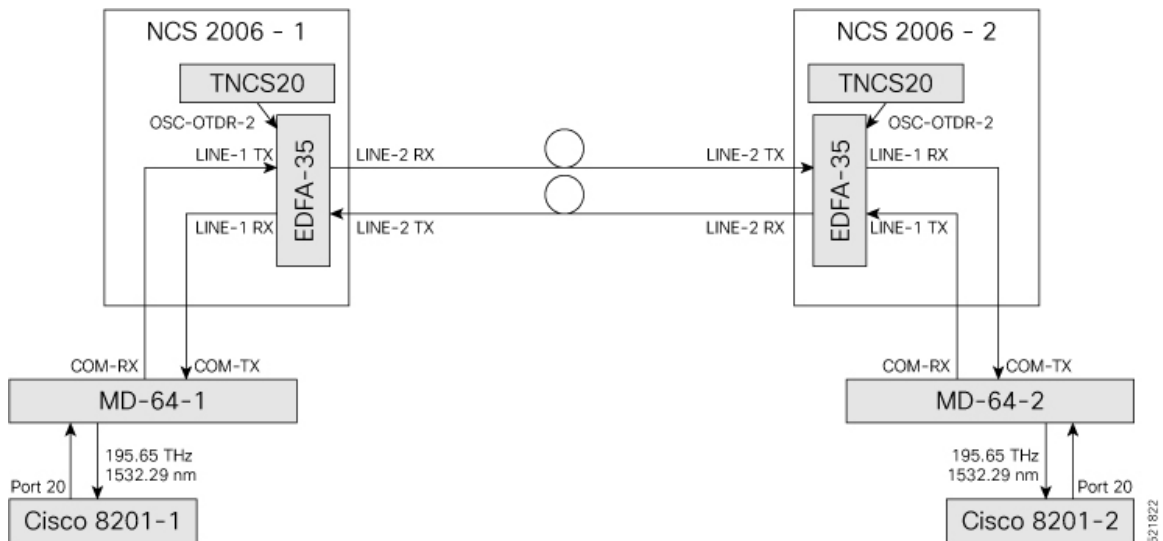 NCS 2006 - 1
NCS 2006 - 2
TNCS20
TNCS20
OSC-OTDR-2
OSC-OTDR-2
EDFA-35
EDFA-35
LINE-1 TX
LINE-2 RX
LINE-2 TX
LINE-1 RX
LINE-1 RX
LINE-2 TX
LINE-2 RX
LINE-1 TX
COM-RX
COM-TX
COM-RX
COM-TX
MD-64-1
MD-64-2
195.65 THz
1532.29 nm
195.65 THz
1532.29 nm
Port 20
Port 20
Cisco 8201-1
Cisco 8201-2
521822